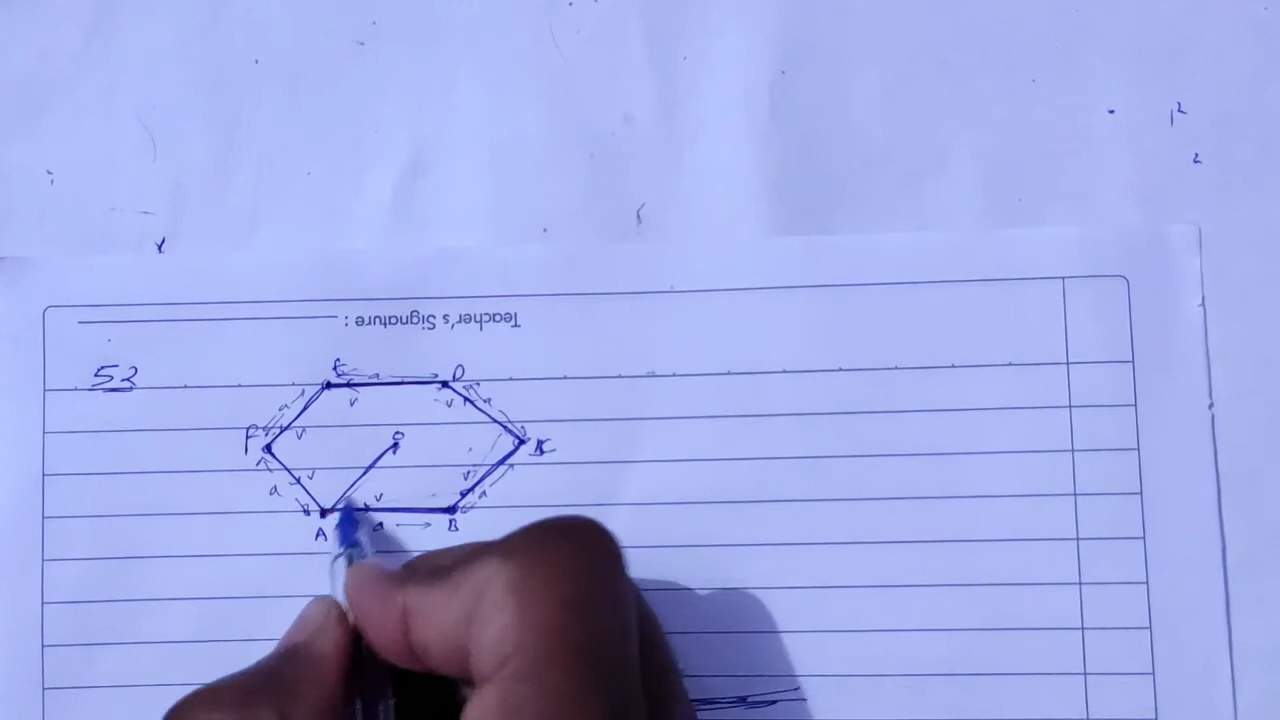 Teacher's Signature :
52
E a D
a v v a
F v O C
a v v a
A a B